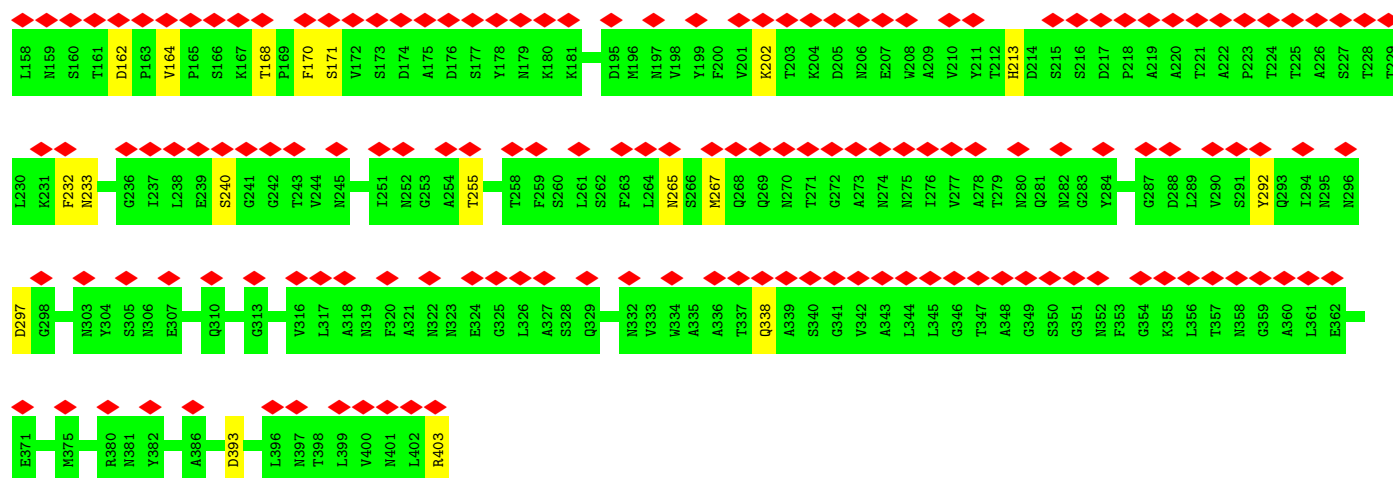 L158 N159 S160 T161 D162 P163 V164 P165 S166 K167 T168 P169 F170 S171 V172 S173 D174 A175 D176 S177 Y178 N179 K180 K181 D195 M196 N197 V198 Y199 F200 V201 K202 T203 K204 D205 N206 E207 W208 A209 V210 Y211 T212 H213 D214 S215 S216 D217 P218 A219 A220 T221 A222 P223 T224 T225 A226 S227 T228 T229
L230 K231 F232 N233 G236 I237 L238 E239 S240 G241 G242 T243 V244 N245 I251 N252 G253 A254 T255 T258 F259 S260 L261 S262 F263 L264 N265 S266 M267 Q268 Q269 N270 T271 G272 A273 N274 N275 I276 V277 A278 T279 N280 Q281 N282 G283 Y284 G287 D288 L289 V290 S291 Y292 Q293 I294 N295 N296
D297 G298 N303 Y304 S305 N306 E307 Q310 G313 V316 L317 A318 N319 F320 A321 N322 N323 E324 G325 L326 A327 S328 Q329 N332 V333 W334 A335 A336 T337 Q338 A339 S340 G341 V342 A343 L344 L345 G346 T347 A348 G349 S350 G351 N352 F353 G354 K355 L356 T357 N358 G359 A360 L361 E362
E371 M375 R380 N381 Y382 A386 D393 L396 N397 T398 L399 V400 N401 L402 R403